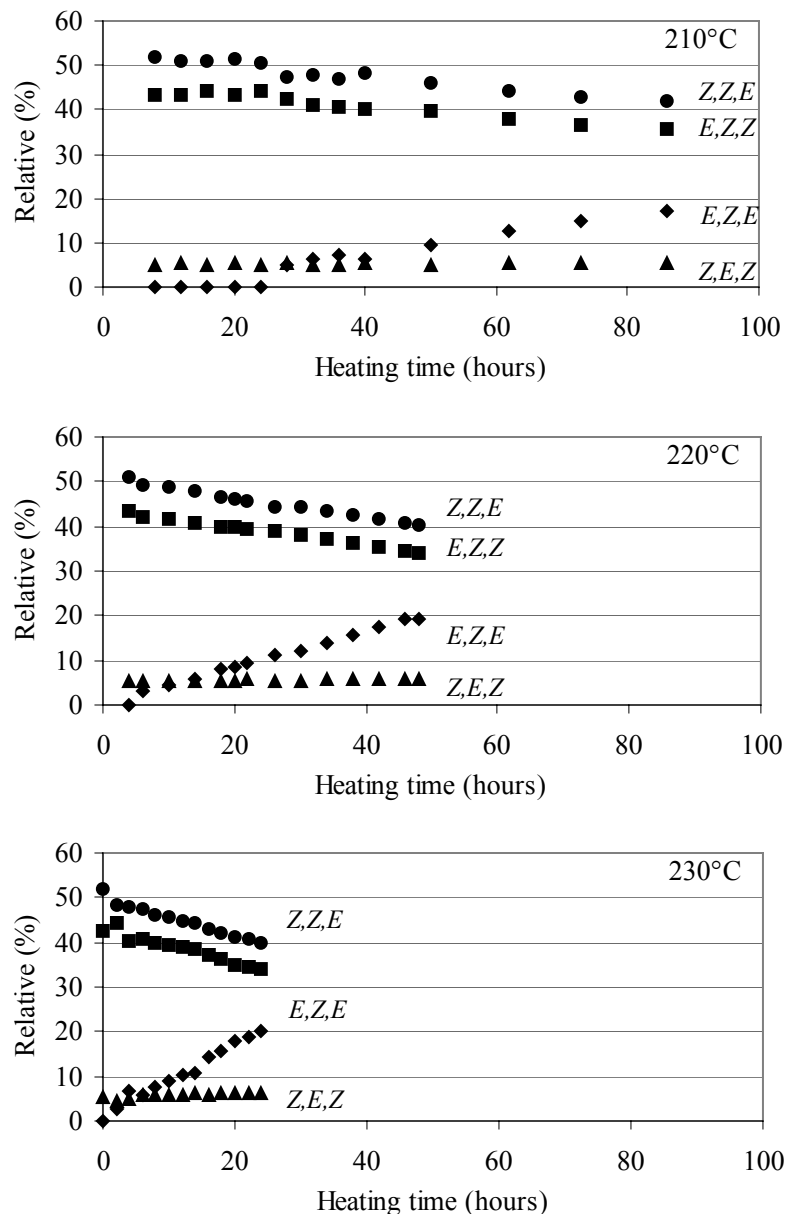 60
210°C
50
Z,Z,E
40
E,Z,Z
30
Relative (%)
20
E,Z,E
10
Z,E,Z
0
0 20 40 60 80 100
Heating time (hours)
60
220°C
50
Z,Z,E
40
E,Z,Z
30
Relative (%)
20
E,Z,E
10
Z,E,Z
0
0 20 40 60 80 100
Heating time (hours)
60
230°C
50
Z,Z,E
40
30
Relative (%)
E,Z,E
20
10
Z,E,Z
0
0 20 40 60 80 100
Heating time (hours)